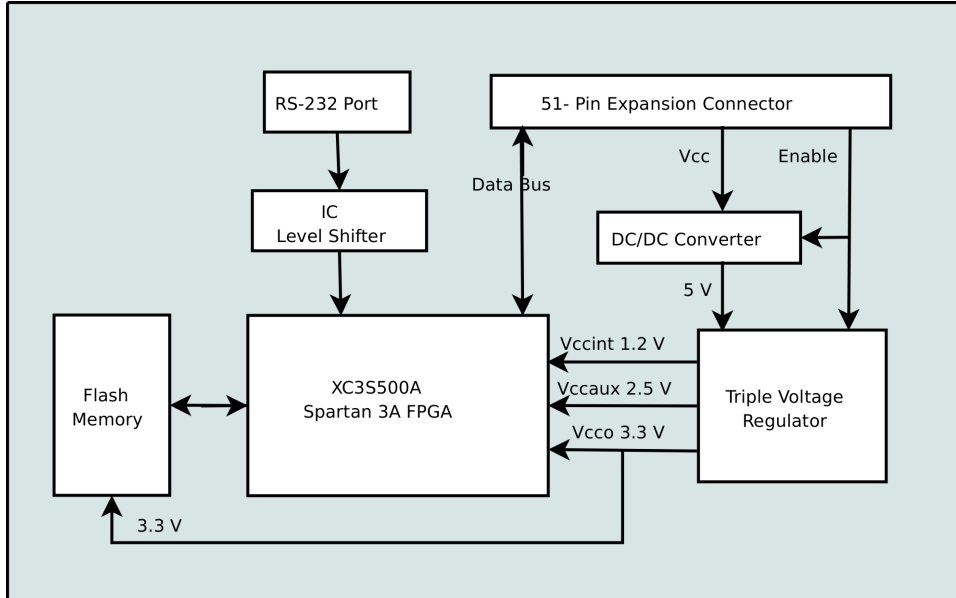 RS-232 Port
51- Pin Expansion Connector
Vcc
Enable
Data Bus
IC
Level Shifter
DC/DC Converter
5 V
Vccint 1.2 V
Flash
Memory
XC3S500A
Spartan 3A FPGA
Vccaux 2.5 V
Triple Voltage
Regulator
Vcco 3.3 V
3.3 V